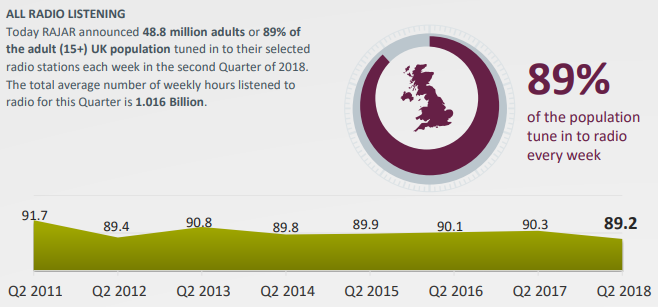 ALL RADIO LISTENING
Today RAJAR announced 48.8 million adults or 89% of
the adult (15+) UK population tuned in to their selected
radio stations each week in the second Quarter of 2018.
The total average number of weekly hours listened to
radio for this Quarter is 1.016 Billion.
89%
of the population
tune in to radio
every week
91.7 89.4 90.8 89.8 89.9 90.1 90.3 89.2
Q2 2011 Q2 2012 Q2 2013 Q2 2014 Q2 2015 Q2 2016 Q2 2017 Q2 2018